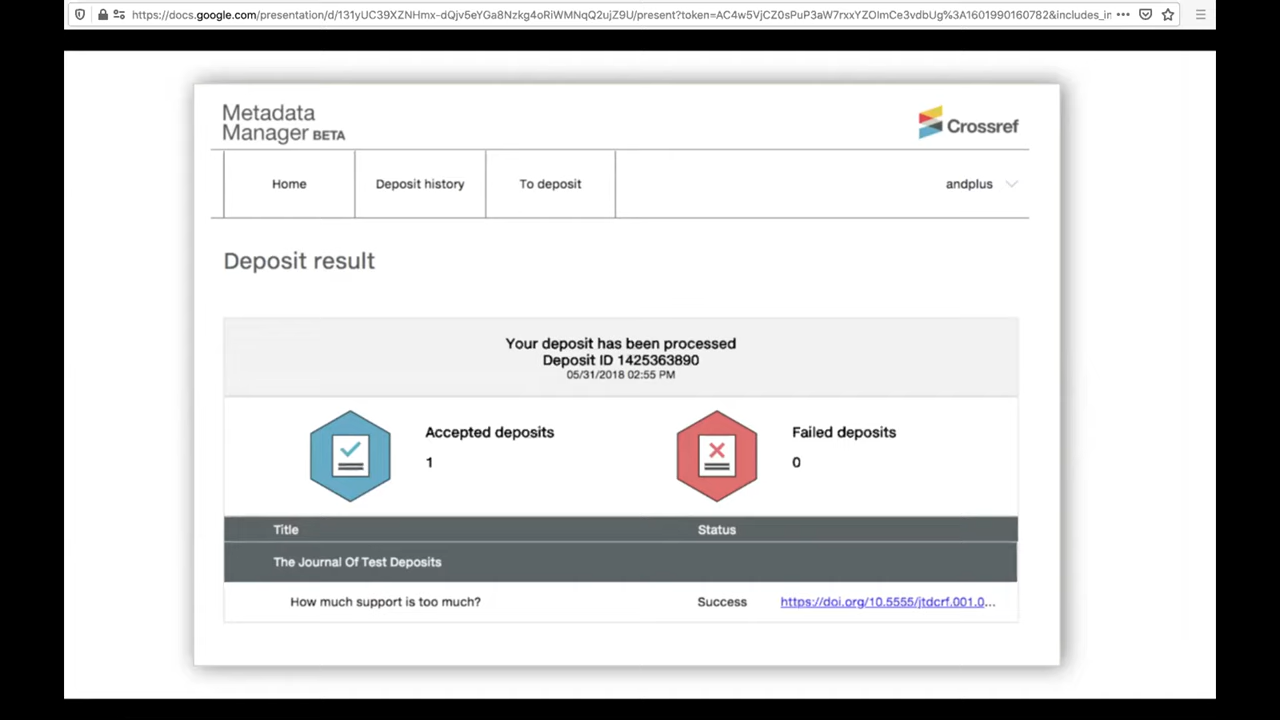 https://docs.google.com/presentation/d/131yUC39XZNHmx-dQjv5eYGa8Nzkg4oRiWMNqQ2ujZ9U/present?token=AC4w5VjCZ0sPuP3aW7rxxYZOlmCe3vdbUg%3A1601990160782&includes_in
Metadata
Manager BETA
Crossref
Home
Deposit history
To deposit
andplus
Deposit result
Your deposit has been processed
Deposit ID 1425363890
05/31/2018 02:55 PM
Accepted deposits
1
Failed deposits
0
Title Status
The Journal Of Test Deposits
How much support is too much? Success https://doi.org/10.5555/jtdcrf.001.0...